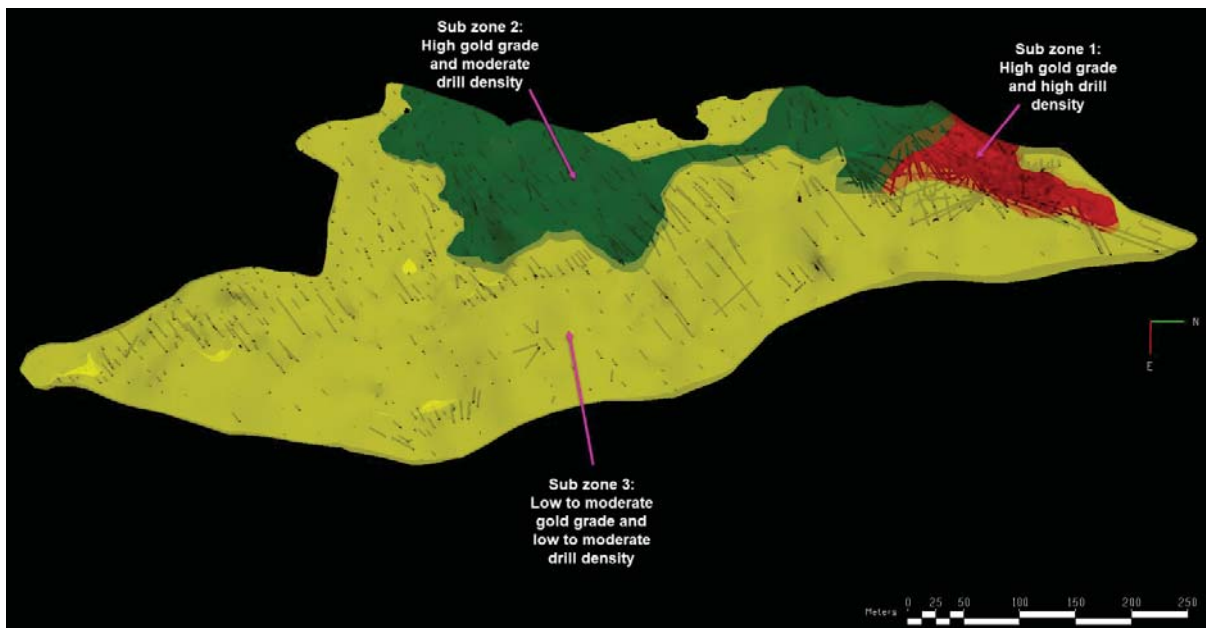 Sub zone 2:
High gold grade
and moderate
drill density
Sub zone 1:
High gold grade
and high drill
density
N
E
Sub zone 3:
Low to moderate
gold grade and
low to moderate
drill density
Meters 0 25 50 100 150 200 250